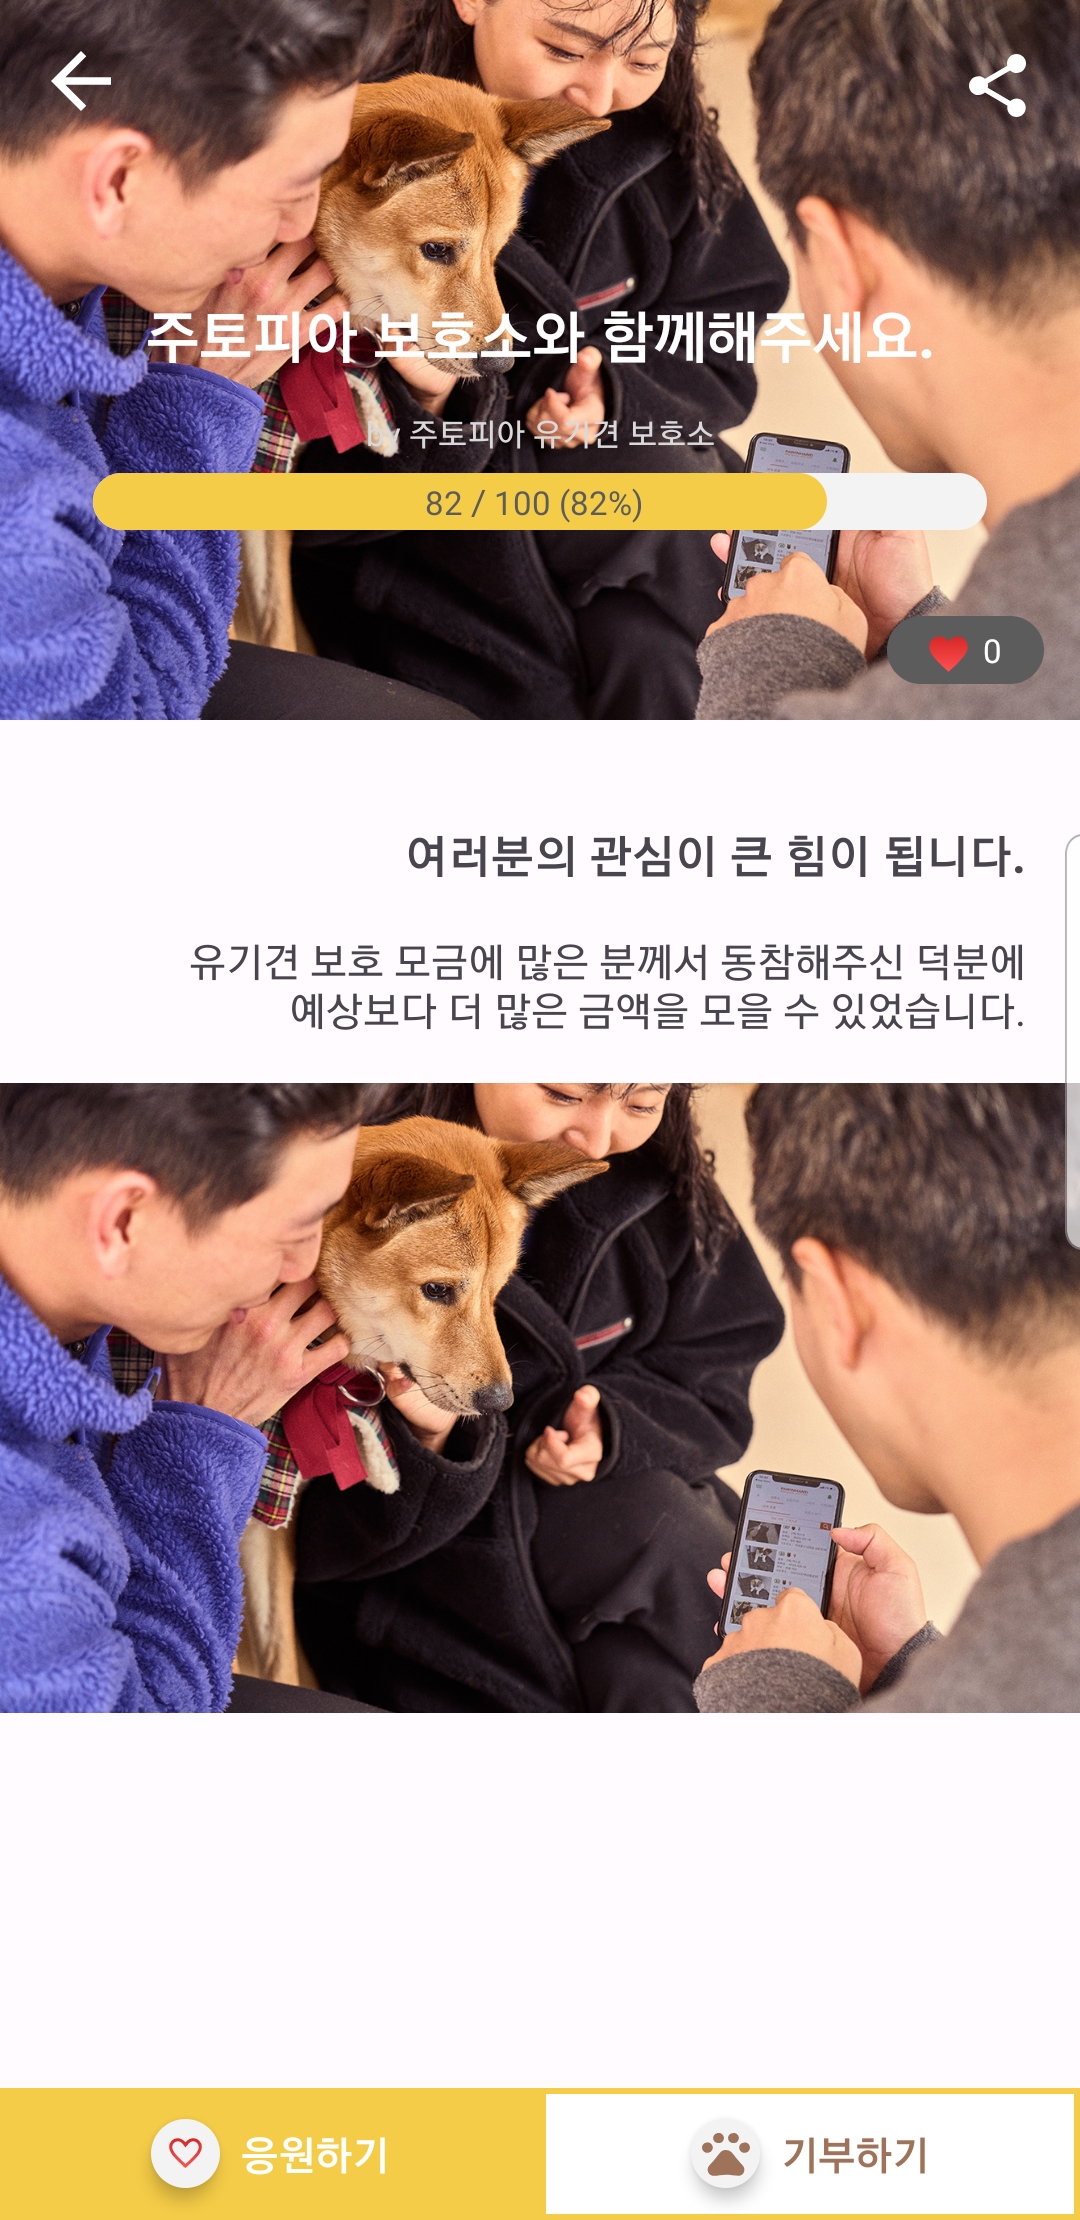 주토피아 보호소와 함께해주세요.
by 주토피아 유기견 보호소
82 / 100 (82%)
0
여러분의 관심이 큰 힘이 됩니다.
유기견 보호 모금에 많은 분께서 동참해주신 덕분에
예상보다 더 많은 금액을 모을 수 있었습니다.
응원하기
기부하기